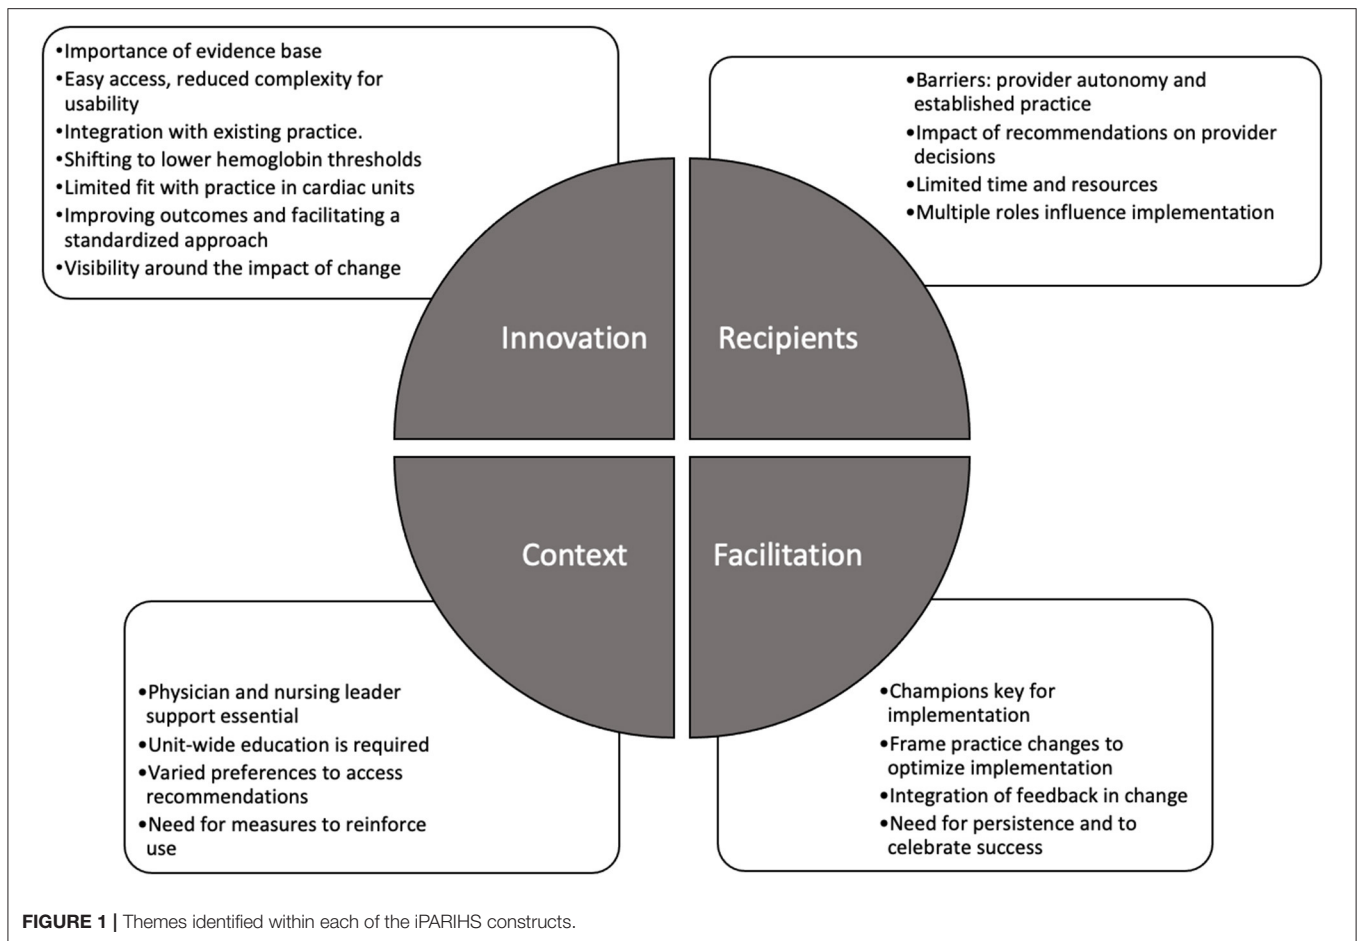 •Importance of evidence base
•Easy access, reduced complexity for
usability
•Integration with existing practice.
•Shifting to lower hemoglobin thresholds
•Limited fit with practice in cardiac units
•Improving outcomes and facilitating a
standardized approach
•Visibility around the impact of change
•Barriers: provider autonomy and
established practice
•Impact of recommendations on provider
decisions
•Limited time and resources
•Multiple roles influence implementation
Innovation
Recipients
Context
Facilitation
•Physician and nursing leader
support essential
•Unit-wide education is required
•Varied preferences to access
recommendations
•Need for measures to reinforce
use
•Champions key for
implementation
•Frame practice changes to
optimize implementation
•Integration of feedback in change
•Need for persistence and to
celebrate success
FIGURE 1 | Themes identified within each of the iPARIHS constructs.